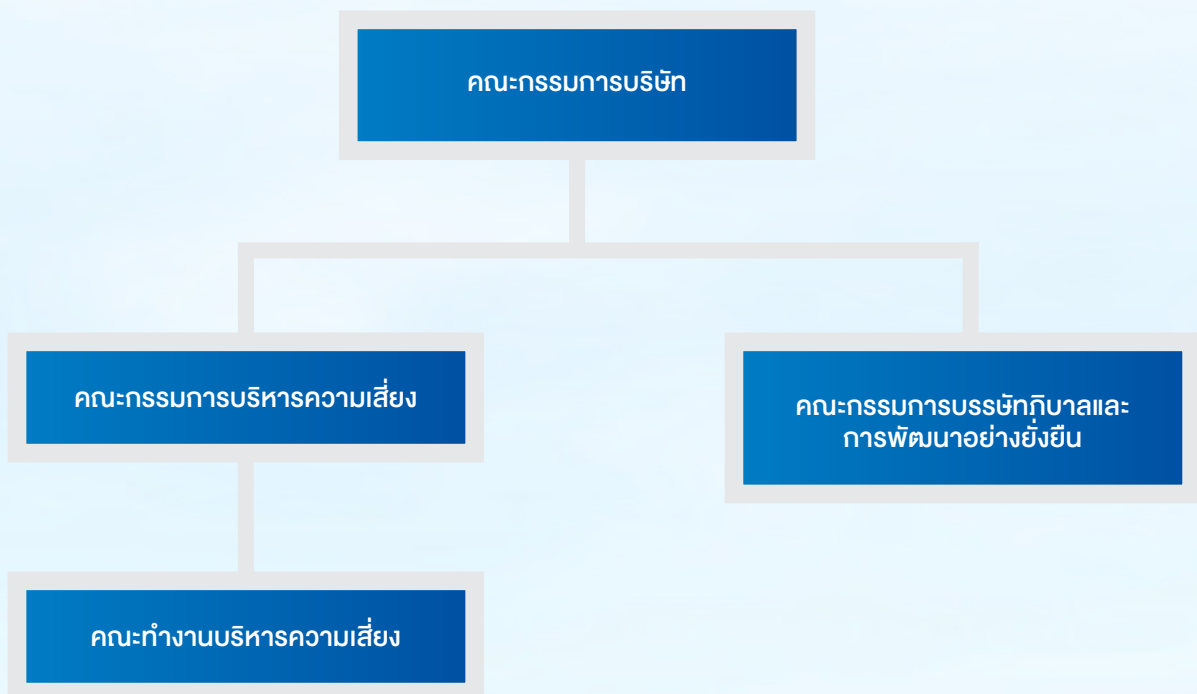 คณะกรรมการบริษัท
คณะกรรมการบริหารความเสี่ยง
คณะกรรมการบรรษัทภิบาลและ
การพัฒนาอย่างยั่งยืน
คณะทำงานบริหารความเสี่ยง